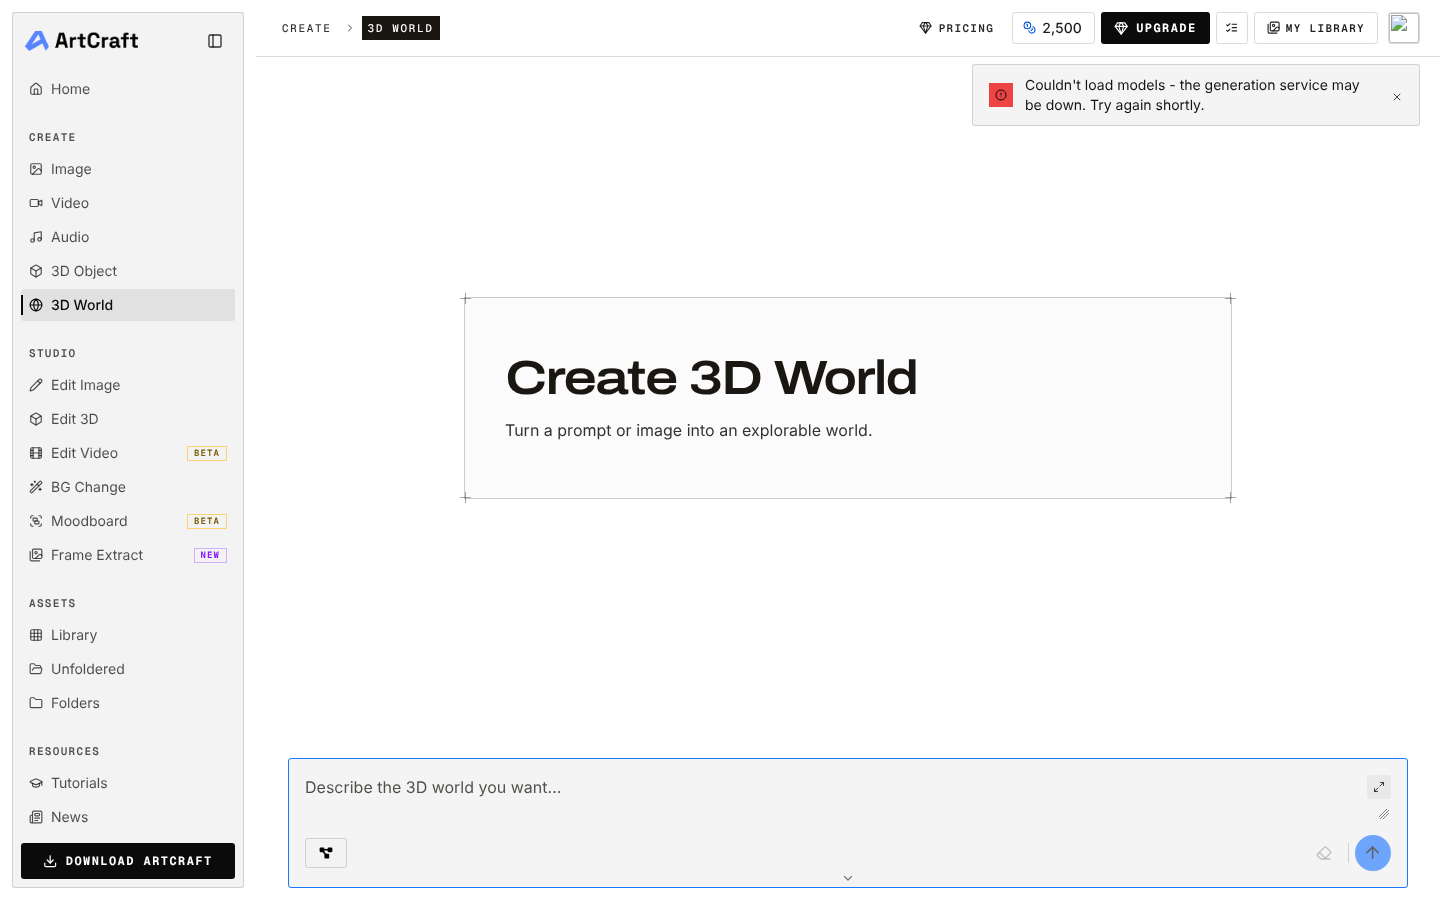 ArtCraft
Home
CREATE
Image
Video
Audio
3D Object
3D World
STUDIO
Edit Image
Edit 3D
Edit Video BETA
BG Change
Moodboard BETA
Frame Extract NEW
ASSETS
Library
Unfoldered
Folders
RESOURCES
Tutorials
News
DOWNLOAD ARTCRAFT
CREATE 3D WORLD
PRICING 2,500 UPGRADE MY LIBRARY
Couldn't load models - the generation service may
be down. Try again shortly.
Create 3D World
Turn a prompt or image into an explorable world.
Describe the 3D world you want...